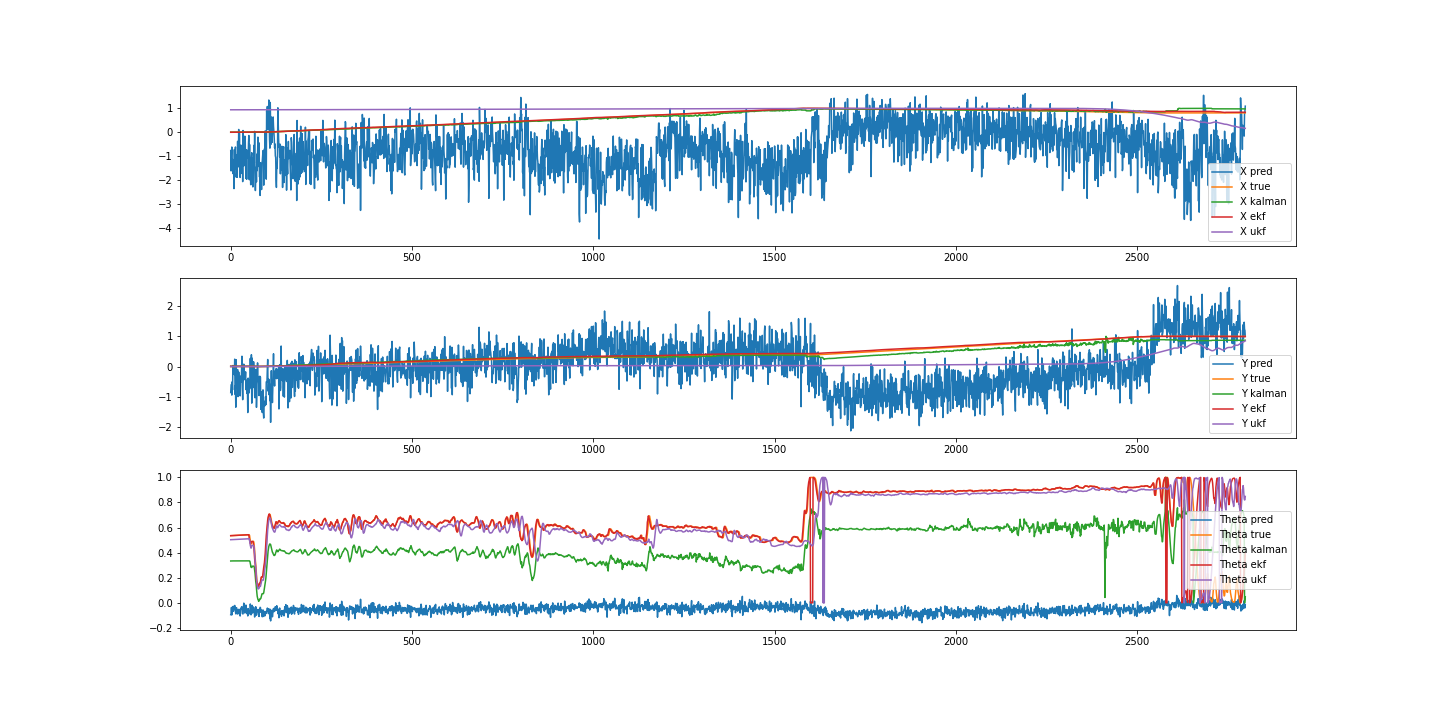 1
0
−1
−2
−3
−4
X pred
X true
X kalman
X ekf
X ukf
0 500 1000 1500 2000 2500
2
1
0
−1
−2
Y pred
Y true
Y kalman
Y ekf
Y ukf
0 500 1000 1500 2000 2500
1.0
0.8
0.6
0.4
0.2
0.0
−0.2
Theta pred
Theta true
Theta kalman
Theta ekf
Theta ukf
0 500 1000 1500 2000 2500